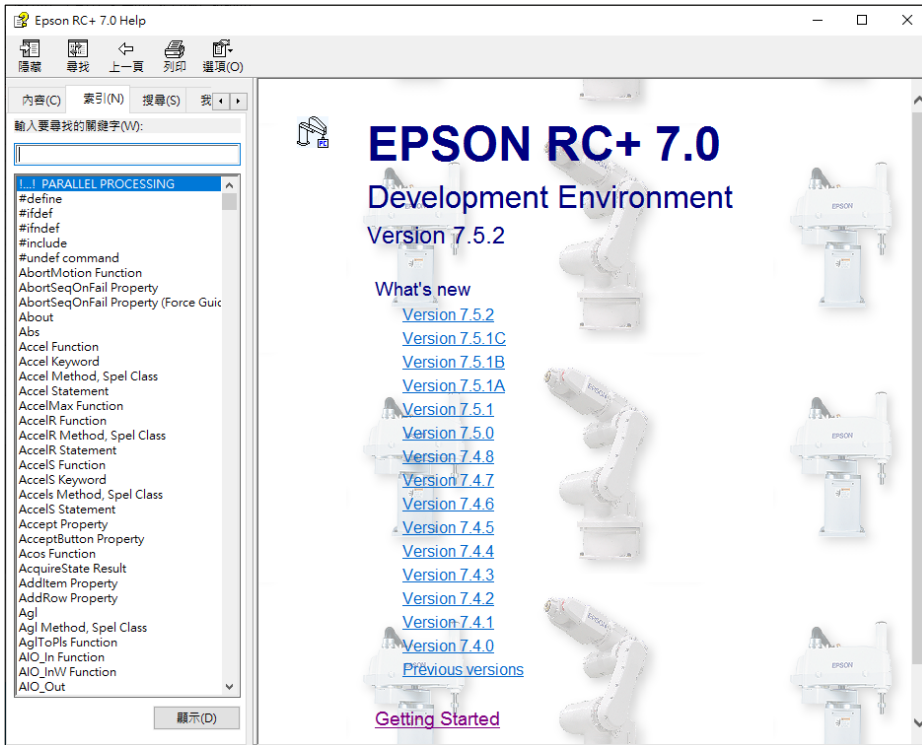 Epson RC+ 7.0 Help
隱藏 尋找 上一頁 列印 選項(O)
內容(C) 索引(N) 搜尋(S) 我
輸入要尋找的關鍵字(W):
!...! PARALLEL PROCESSING
#define
#ifdef
#ifndef
#include
#undef command
AbortMotion Function
AbortSeqOnFail Property
AbortSeqOnFail Property (Force Guid
About
Abs
Accel Function
Accel Keyword
Accel Method, Spel Class
Accel Statement
AccelMax Function
AccelR Function
AccelR Method, Spel Class
AccelR Statement
AccelS Function
AccelS Keyword
Accels Method, Spel Class
AccelS Statement
Accept Property
AcceptButton Property
Acos Function
AcquireState Result
AddItem Property
AddRow Property
Agl
Agl Method, Spel Class
AglToPls Function
AIO_In Function
AIO_InW Function
AIO_Out
顯示(D)
EPSON RC+ 7.0
Development Environment
Version 7.5.2
What's new
Version 7.5.2
Version 7.5.1C
Version 7.5.1B
Version 7.5.1A
Version 7.5.1
Version 7.5.0
Version 7.4.8
Version 7.4.7
Version 7.4.6
Version 7.4.5
Version 7.4.4
Version 7.4.3
Version 7.4.2
Version 7.4.1
Version 7.4.0
Previous versions
Getting Started
EPSON
EPSON
EPSON